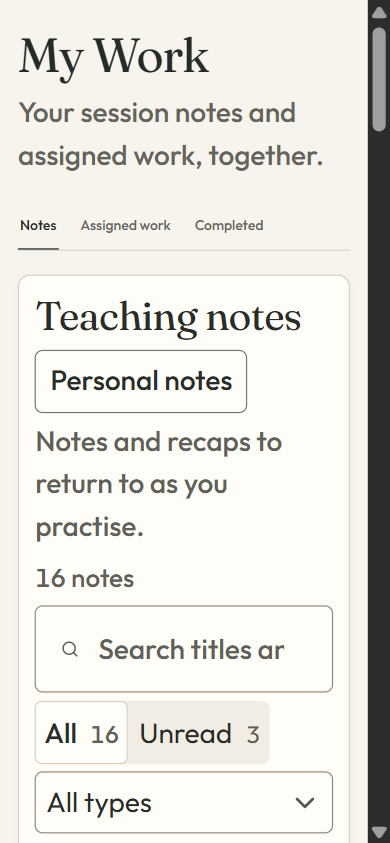 My Work
Your session notes and
assigned work, together.
Notes Assigned work Completed
Teaching notes
Personal notes
Notes and recaps to
return to as you
practise.
16 notes
Search titles ar
All 16 Unread 3
All types